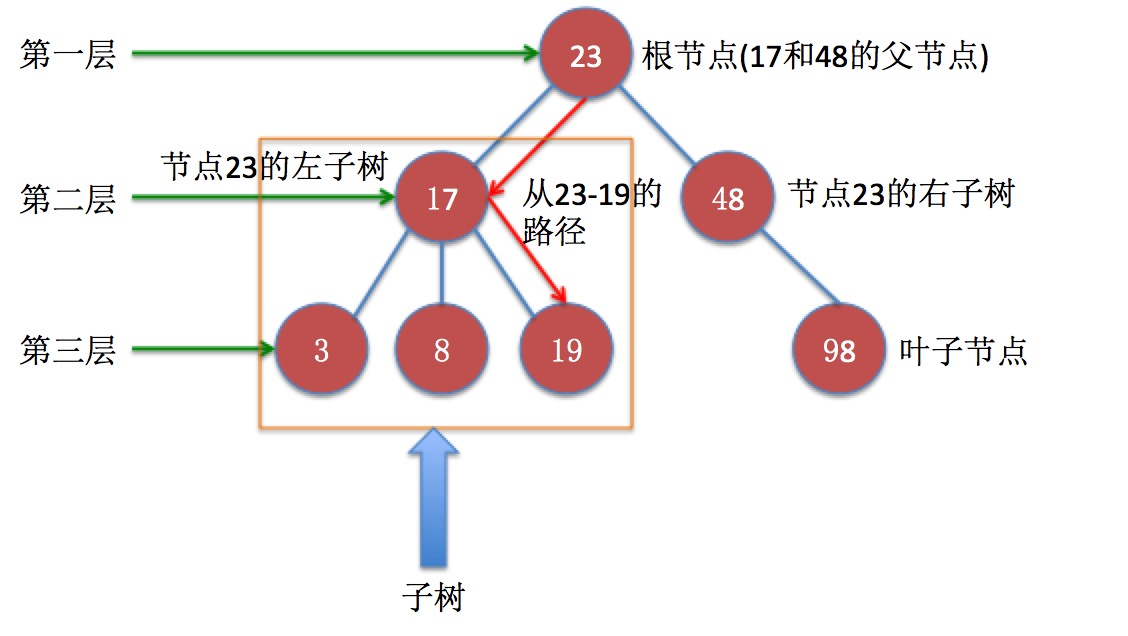 第一层
23
根节点(17和48的父节点)
节点23的左子树
第二层
17
从23-19的
路径
48
节点23的右子树
第三层
3
8
19
98
叶子节点
子树